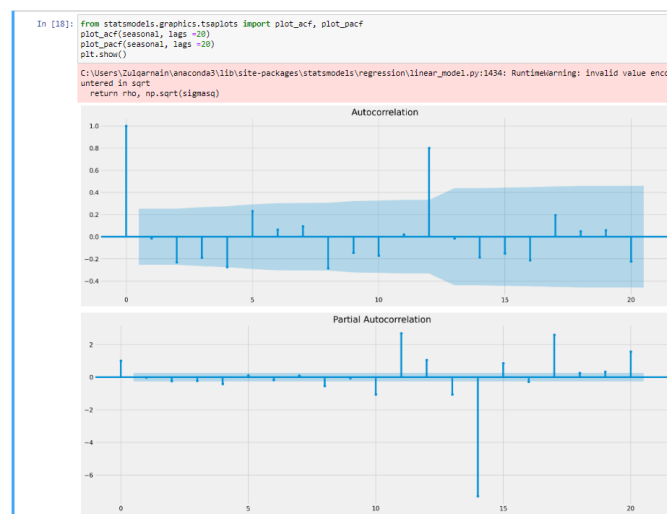 In [18]: from statsmodels.graphics.tsaplots import plot_acf, plot_pacf
plot_acf(seasonal, lags =20)
plot_pacf(seasonal, lags =20)
plt.show()
C:\Users\Zulqarnain\anaconda3\lib\site-packages\statsmodels\regression\linear_model.py:1434: RuntimeWarning: invalid value enco
untered in sqrt
return rho, np.sqrt(sigmasq)
Autocorrelation
1.0
0.8
0.6
0.4
0.2
0.0
−0.2
−0.4
0 5 10 15 20
Partial Autocorrelation
2
0
−2
−4
−6
0 5 10 15 20